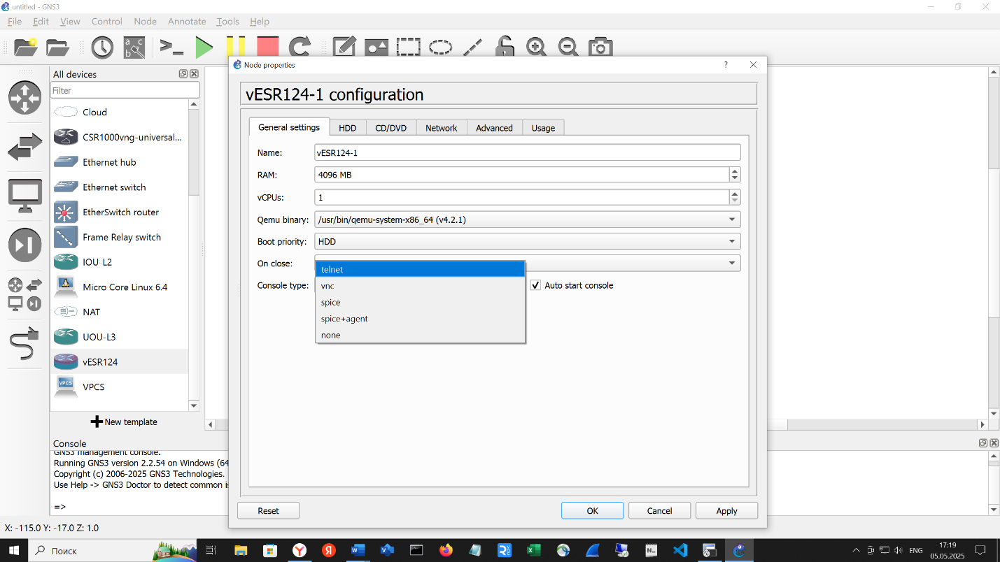 untitled - GNS3
File Edit View Control Node Annotate Tools Help
All devices
Filter
Cloud
CSR1000vng-universal...
Ethernet hub
Ethernet switch
EtherSwitch router
Frame Relay switch
IOU-L2
Micro Core Linux 6.4
NAT
UOU-L3
vESR124
VPCS
VPCS
New template
Node properties
vESR124-1 configuration
General settings HDD CD/DVD Network Advanced Usage
Name: vESR124-1
RAM: 4096 MB
vCPUs: 1
Qemu binary: /usr/bin/qemu-system-x86_64 (v4.2.1)
Boot priority: HDD
On close:
Console type: Auto start console
telnet
vnc
spice
spice+agent
none
Reset OK Cancel Apply
Console
GNS3 management console.
Running GNS3 version 2.2.54 on Windows (64
Copyright (c) 2006-2025 GNS3 Technologies.
Use Help -> GNS3 Doctor to detect common is
=>
X: -115.0 Y: -17.0 Z: 1.0
Поиск
ENG
17:19
05.05.2025